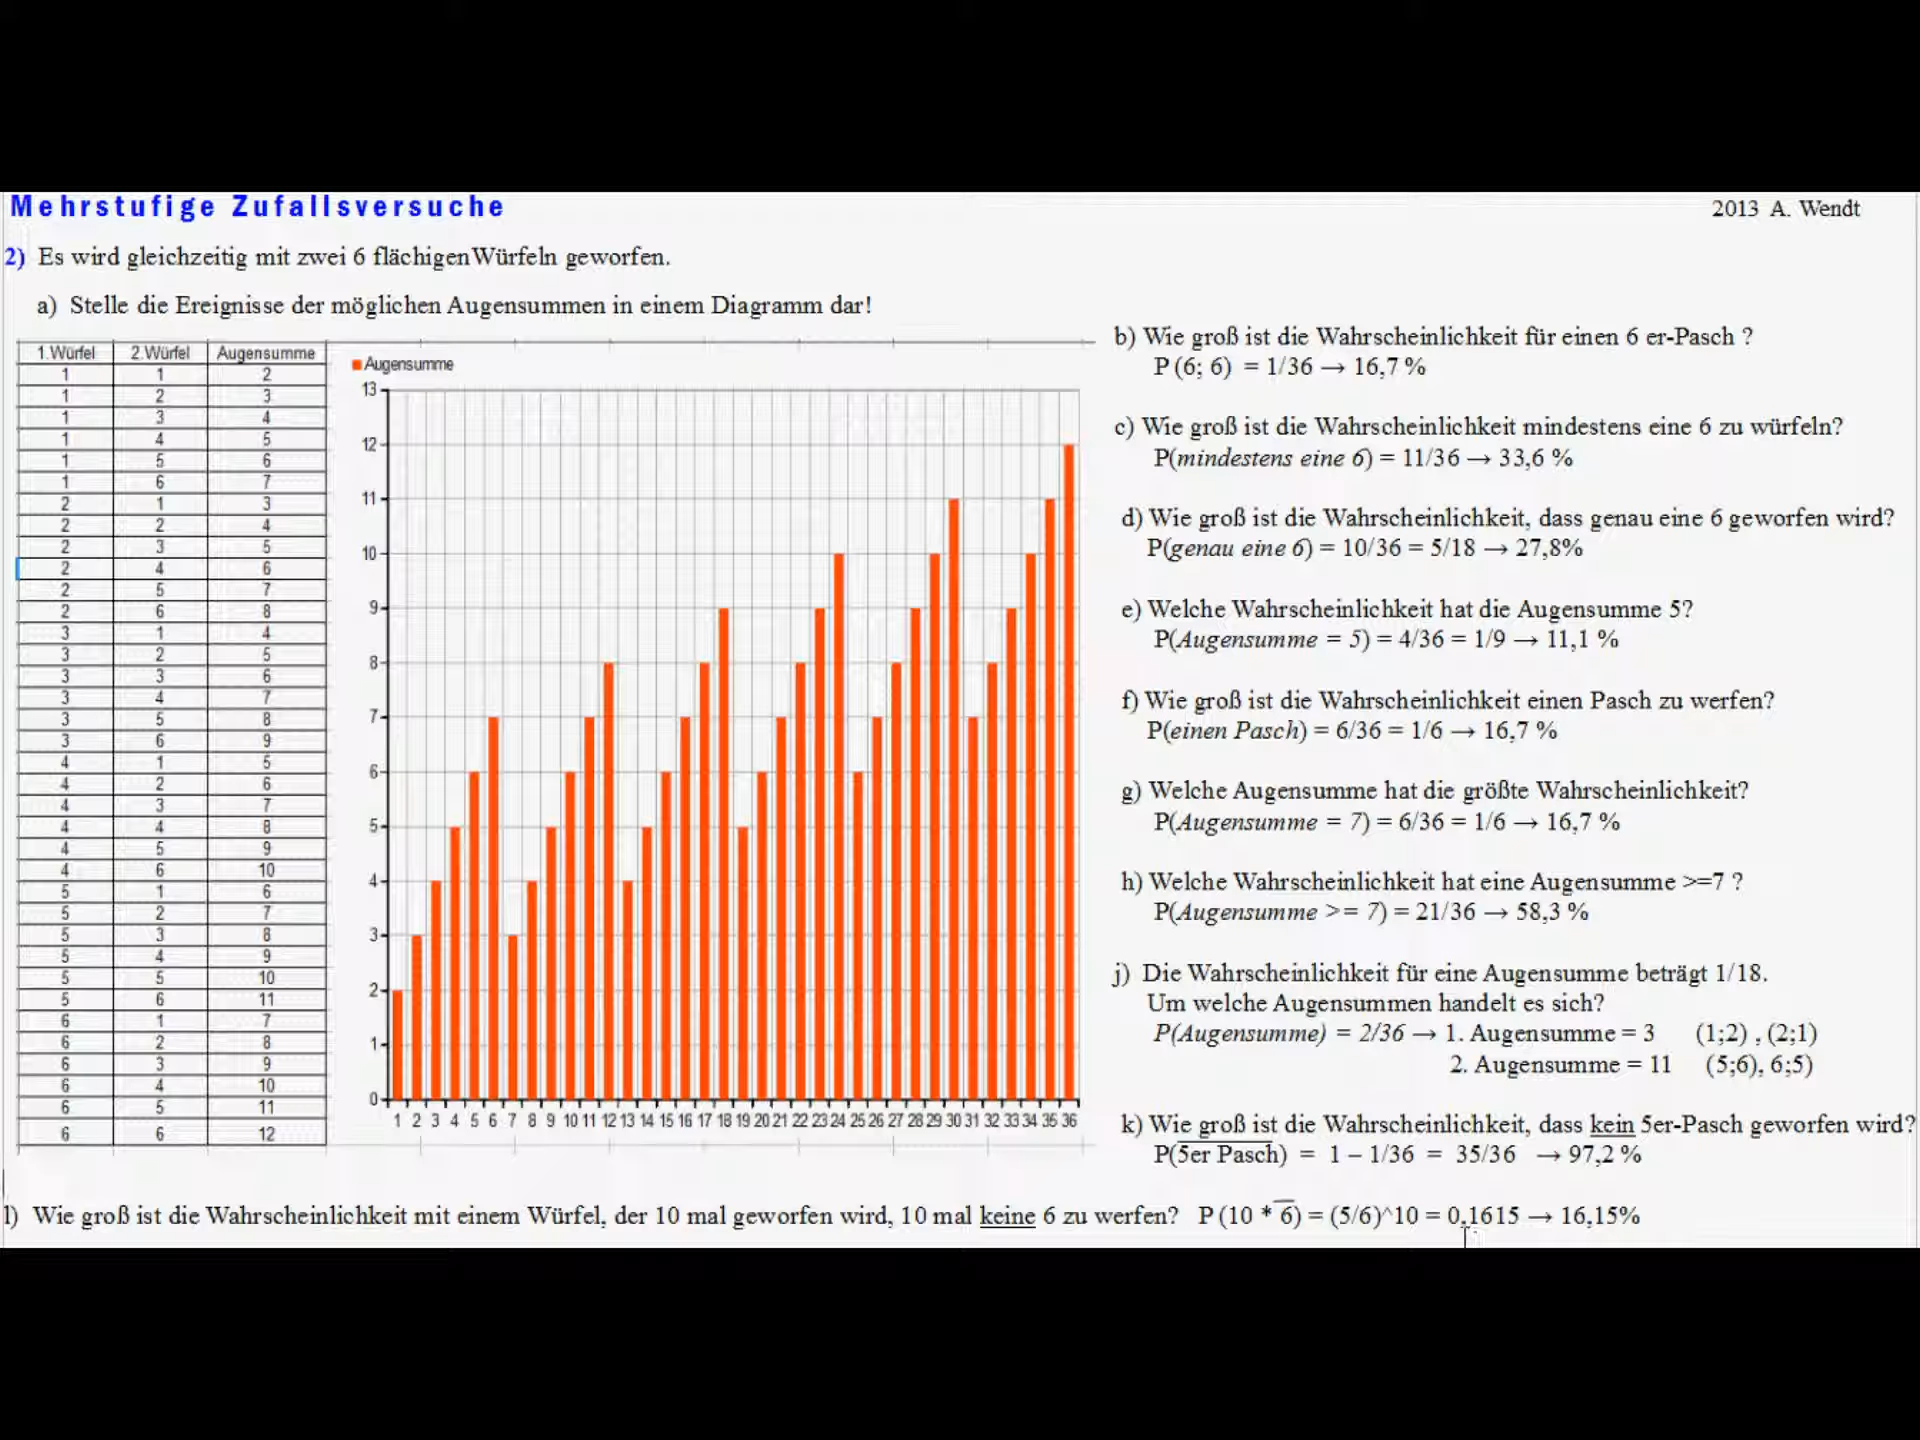 Mehrstufige Zufallsversuche
2013 A. Wendt
2) Es wird gleichzeitig mit zwei 6 flächigen Würfeln geworfen.
a) Stelle die Ereignisse der möglichen Augensummen in einem Diagramm dar!
1.Würfel 2.Würfel Augensumme
1 1 2
1 2 3
1 3 4
1 4 5
1 5 6
1 6 7
2 1 3
2 2 4
2 3 5
2 4 6
2 5 7
2 6 8
3 1 4
3 2 5
3 3 6
3 4 7
3 5 8
3 6 9
4 1 5
4 2 6
4 3 7
4 4 8
4 5 9
4 6 10
5 1 6
5 2 7
5 3 8
5 4 9
5 5 10
5 6 11
6 1 7
6 2 8
6 3 9
6 4 10
6 5 11
6 6 12
Augensumme
13
12
11
10
9
8
7
6
5
4
3
2
1
0
1 2 3 4 5 6 7 8 9 10 11 12 13 14 15 16 17 18 19 20 21 22 23 24 25 26 27 28 29 30 31 32 33 34 35 36
b) Wie groß ist die Wahrscheinlichkeit für einen 6 er-Pasch ?
P (6; 6) = 1/36 → 16,7 %
c) Wie groß ist die Wahrscheinlichkeit mindestens eine 6 zu würfeln?
P(mindestens eine 6) = 11/36 → 33,6 %
d) Wie groß ist die Wahrscheinlichkeit, dass genau eine 6 geworfen wird?
P(genau eine 6) = 10/36 = 5/18 → 27,8%
e) Welche Wahrscheinlichkeit hat die Augensumme 5?
P(Augensumme = 5) = 4/36 = 1/9 → 11,1 %
f) Wie groß ist die Wahrscheinlichkeit einen Pasch zu werfen?
P(einen Pasch) = 6/36 = 1/6 → 16,7 %
g) Welche Augensumme hat die größte Wahrscheinlichkeit?
P(Augensumme = 7) = 6/36 = 1/6 → 16,7 %
h) Welche Wahrscheinlichkeit hat eine Augensumme >=7 ?
P(Augensumme >= 7) = 21/36 → 58,3 %
j) Die Wahrscheinlichkeit für eine Augensumme beträgt 1/18.
Um welche Augensummen handelt es sich?
P(Augensumme) = 2/36 → 1. Augensumme = 3 (1;2) , (2;1)
2. Augensumme = 11 (5;6), 6;5)
k) Wie groß ist die Wahrscheinlichkeit, dass kein 5er-Pasch geworfen wird?
P(5er Pasch) = 1 – 1/36 = 35/36 → 97,2 %
l) Wie groß ist die Wahrscheinlichkeit mit einem Würfel, der 10 mal geworfen wird, 10 mal keine 6 zu werfen? P (10 * 6̅) = (5/6)^10 = 0,1615 → 16,15%